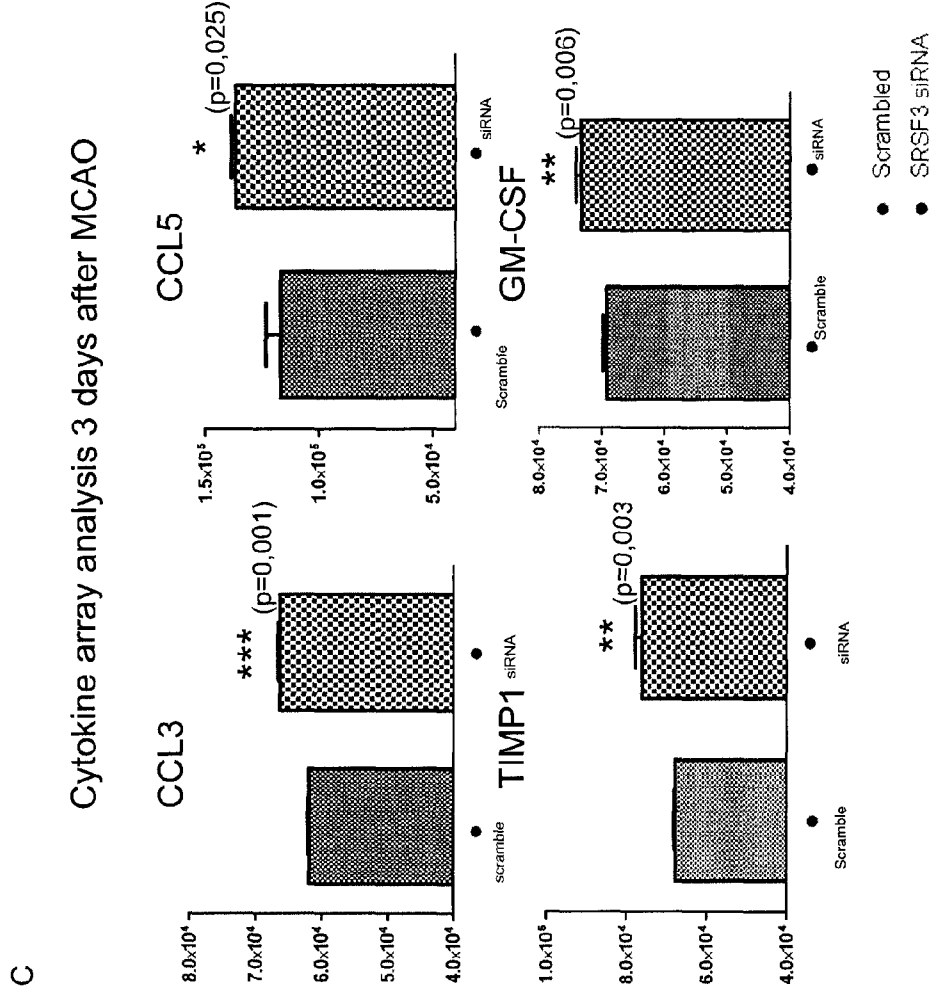 C
Cytokine array analysis 3 days after MCAO
CCL3
8.0x10⁴
7.0x10⁴
6.0x10⁴
5.0x10⁴
4.0x10⁴
***
(p=0,001)
scramble
siRNA
CCL5
1.5x10⁵
1.0x10⁵
5.0x10⁴
*
(p=0,025)
Scramble
siRNA
TIMP1
1.0x10⁵
8.0x10⁴
6.0x10⁴
4.0x10⁴
**
(p=0,003
Scramble
siRNA
GM-CSF
8.0x10⁴
7.0x10⁴
6.0x10⁴
5.0x10⁴
4.0x10⁴
**
(p=0,006)
Scramble
siRNA
Scrambled
SRSF3 siRNA